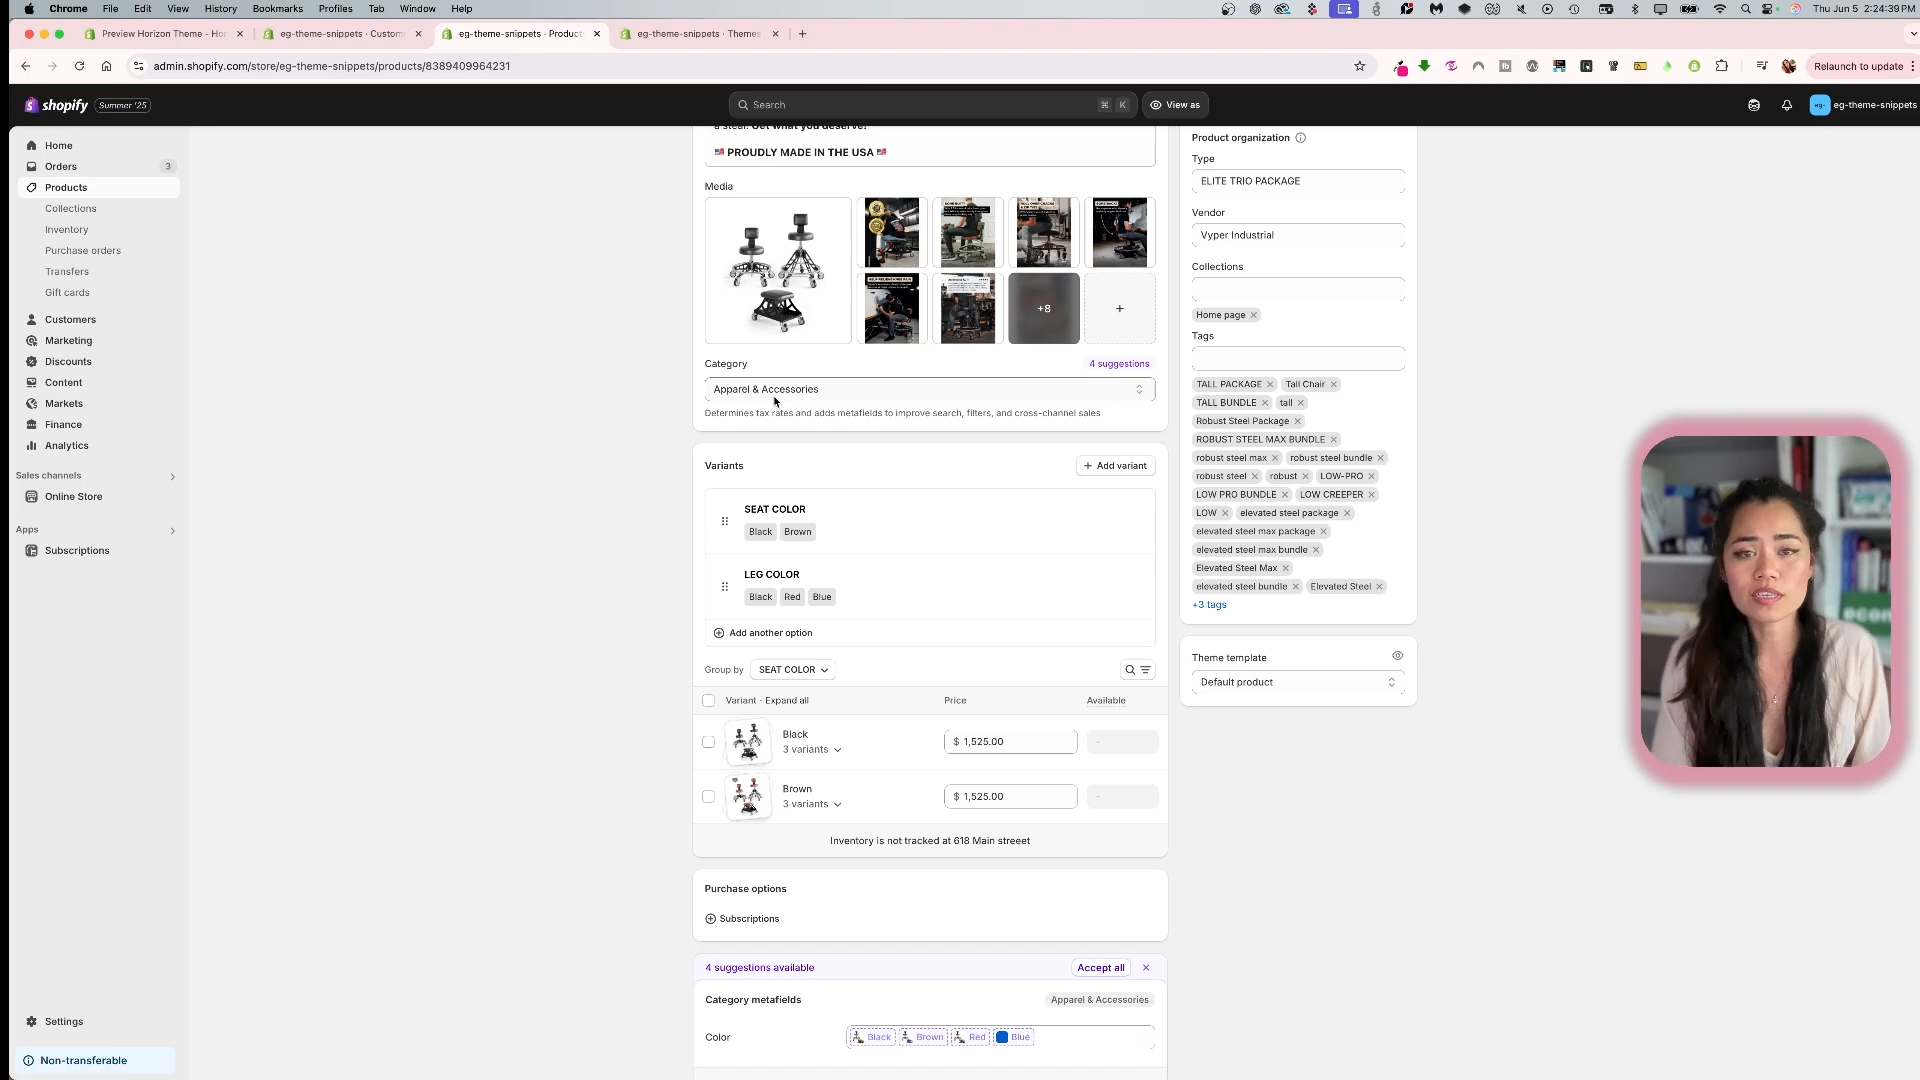 Chrome File Edit View History Bookmarks Profiles Tab Window Help Thu Jun 5 2:24:39 PM
Preview Horizon Theme - Hor eg-theme-snippets · Custom eg-theme-snippets · Product eg-theme-snippets · Themes
admin.shopify.com/store/eg-theme-snippets/products/8389409964231 Relaunch to update
shopify Summer '25 Search ⌘ K View as eg- eg-theme-snippets
Home
Orders 3
Products
Collections
Inventory
Purchase orders
Transfers
Gift cards
Customers
Marketing
Discounts
Content
Markets
Finance
Analytics
Sales channels
Online Store
Apps
Subscriptions
Settings
Non-transferable
a steal! Get what you deserve!
🇺🇸 PROUDLY MADE IN THE USA 🇺🇸
Media
+8
Category 4 suggestions
Apparel & Accessories
Determines tax rates and adds metafields to improve search, filters, and cross-channel sales
Variants + Add variant
SEAT COLOR
Black Brown
LEG COLOR
Black Red Blue
Add another option
Group by SEAT COLOR
Variant · Expand all Price Available
Black
3 variants
$ 1,525.00 -
Brown
3 variants
$ 1,525.00 -
Inventory is not tracked at 618 Main streeet
Purchase options
Subscriptions
4 suggestions available Accept all
Category metafields Apparel & Accessories
Color Black Brown Red Blue
Product organization
Type
ELITE TRIO PACKAGE
Vendor
Vyper Industrial
Collections
Home page
Tags
TALL PACKAGE Tall Chair
TALL BUNDLE tall
Robust Steel Package
ROBUST STEEL MAX BUNDLE
robust steel max robust steel bundle
robust steel robust LOW-PRO
LOW PRO BUNDLE LOW CREEPER
LOW elevated steel package
elevated steel max package
elevated steel max bundle
Elevated Steel Max
elevated steel bundle Elevated Steel
+3 tags
Theme template
Default product
econ